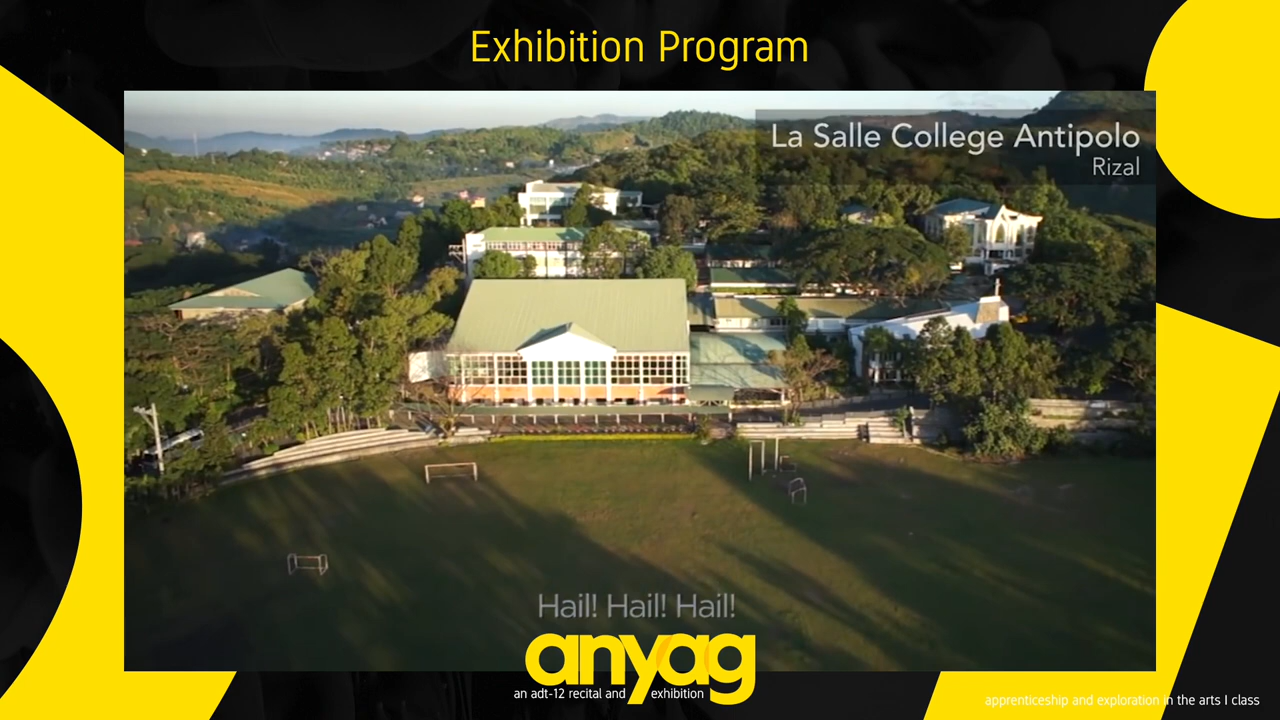 Exhibition Program
La Salle College Antipolo
Rizal
Hail! Hail! Hail!
anyag
an adt-12 recital and exhibition
apprenticeship and exploration in the arts I class